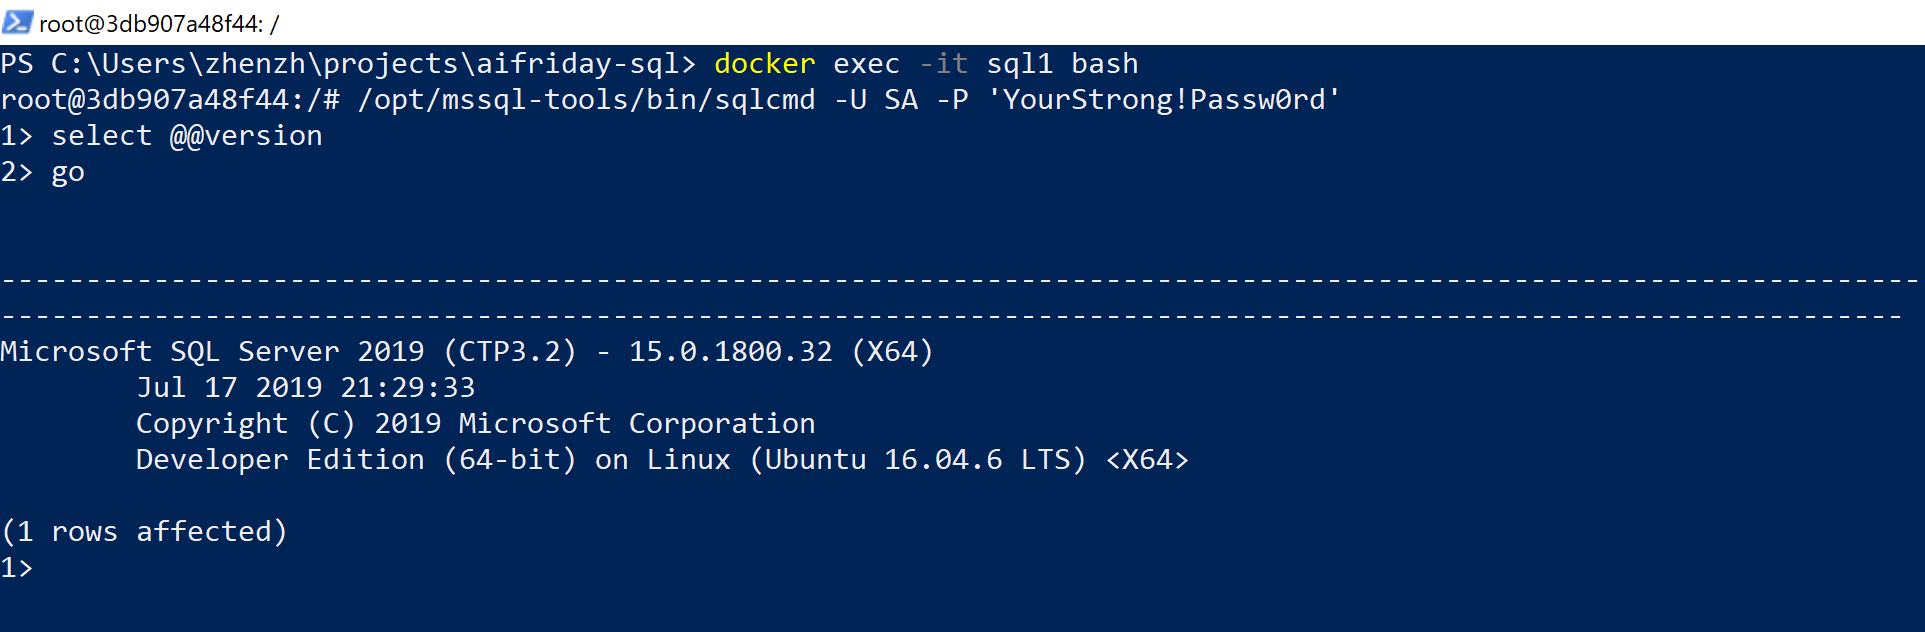 root@3db907a48f44: /
PS C:\Users\zhenzh\projects\aifriday-sql> docker exec -it sql1 bash
root@3db907a48f44:/# /opt/mssql-tools/bin/sqlcmd -U SA -P 'YourStrong!Passw0rd'
1> select @@version
2> go
-----------------------------------------------------------------------------------------------------------------
----------------------------------------------------------------------------------------------------------------
Microsoft SQL Server 2019 (CTP3.2) - 15.0.1800.32 (X64)
Jul 17 2019 21:29:33
Copyright (C) 2019 Microsoft Corporation
Developer Edition (64-bit) on Linux (Ubuntu 16.04.6 LTS) <X64>
(1 rows affected)
1>